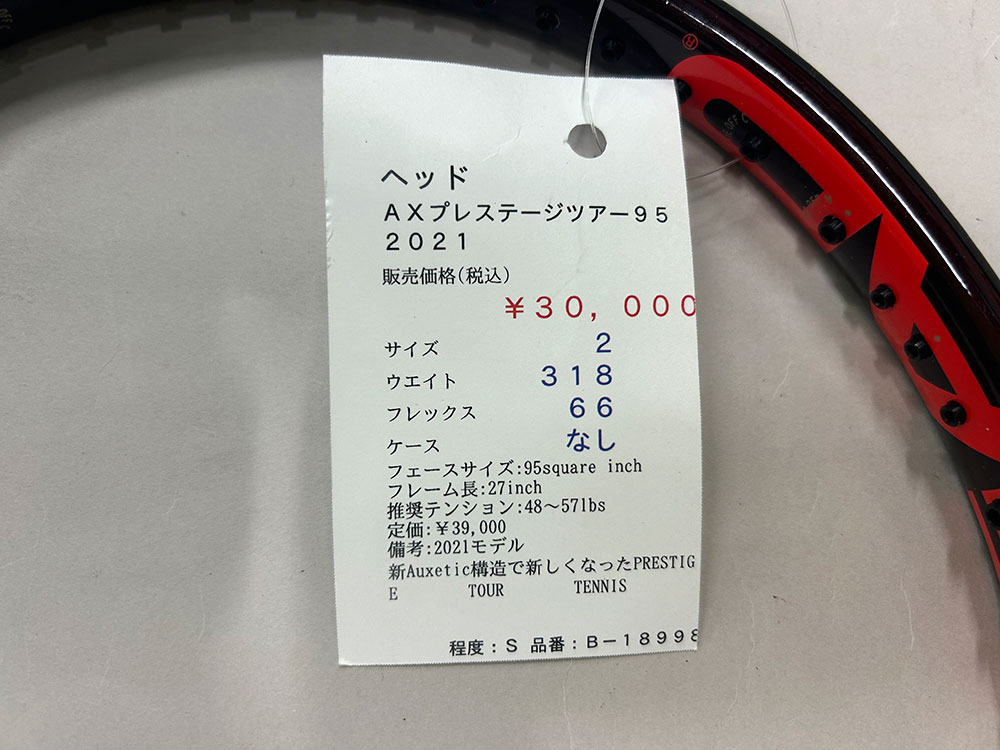 ヘッド
AXプレステージツアー95
2021
販売価格(税込)
¥30,000
サイズ 2
ウエイト 318
フレックス 66
ケース なし
フェースサイズ:95square inch
フレーム長:27inch
推奨テンション:48～57lbs
定価:¥39,000
備考:2021モデル
新Auxetic構造で新しくなったPRESTIG
E TOUR TENNIS
程度:S 品番:B-18998
®